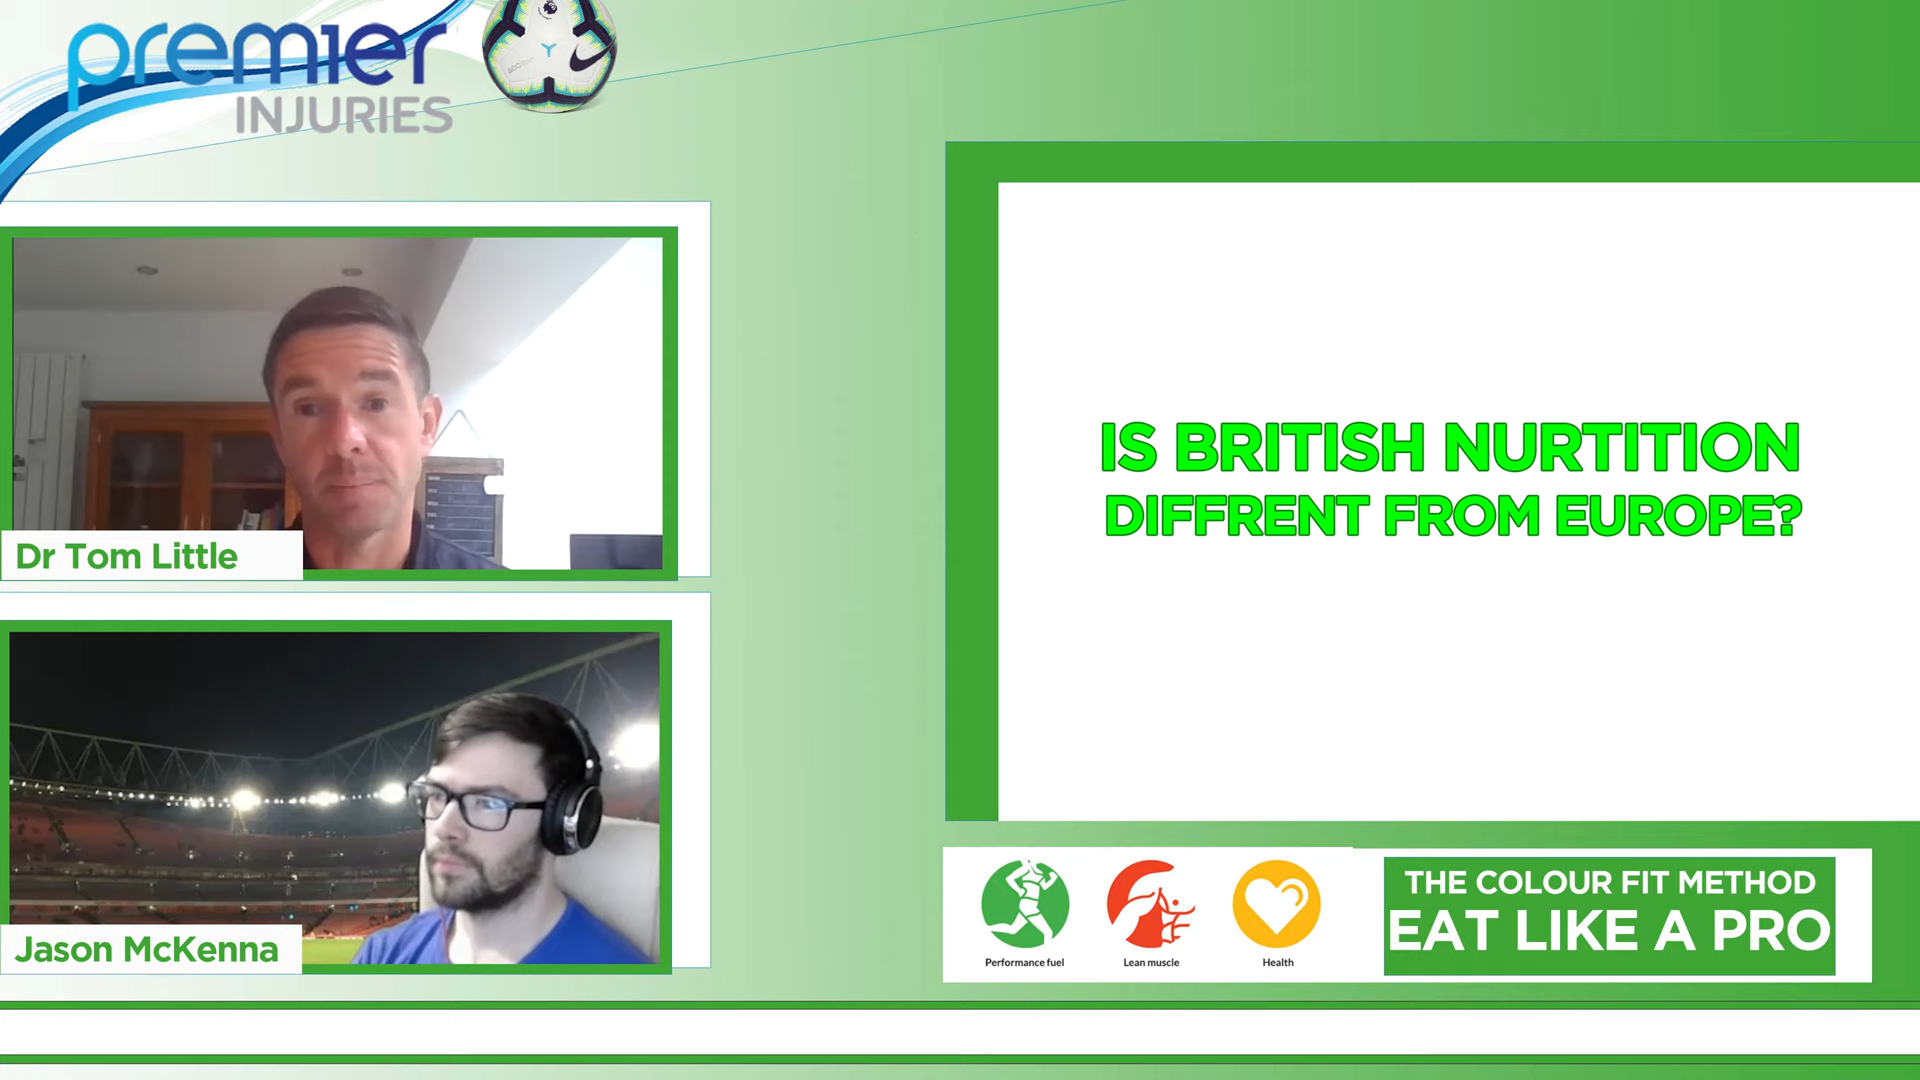 premier
INJURIES
Dr Tom Little
Jason McKenna
IS BRITISH NURTITION
DIFFRENT FROM EUROPE?
Performance fuel
Lean muscle
Health
THE COLOUR FIT METHOD
EAT LIKE A PRO